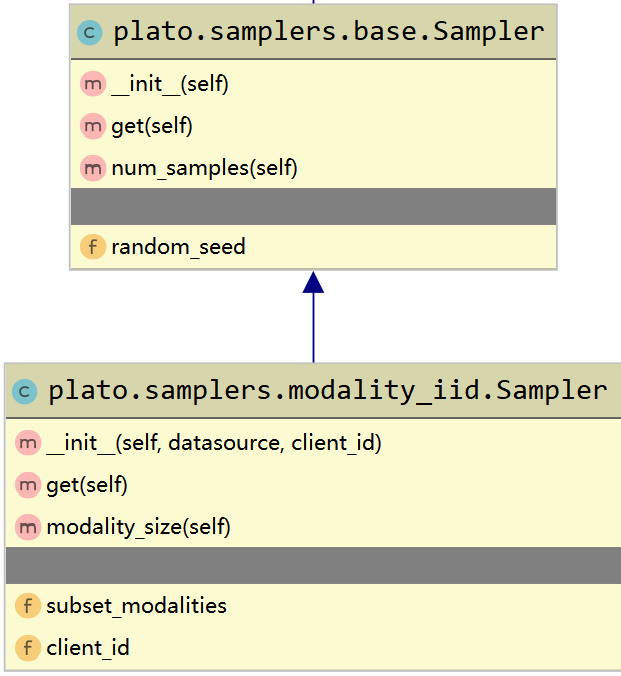 c plato.samplers.base.Sampler
m __init__(self)
m get(self)
m num_samples(self)
f random_seed
c plato.samplers.modality_iid.Sampler
m __init__(self, datasource, client_id)
m get(self)
m modality_size(self)
f subset_modalities
f client_id